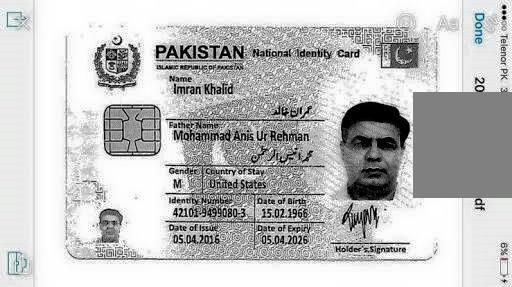 PAKISTAN National Identity Card
ISLAMIC REPUBLIC OF PAKISTAN
Name
Imran Khalid
عمران خالد
Father Name
Mohammad Anis Ur Rehman
محمد انیس الرحمٰن
Gender Country of Stay
M United States
Identity Number Date of Birth
42101-9499080-3 15.02.1966
Date of Issue Date of Expiry
05.04.2016 05.04.2026
Holder's Signature
Aa
Telenor PK
Done
20
df
6%